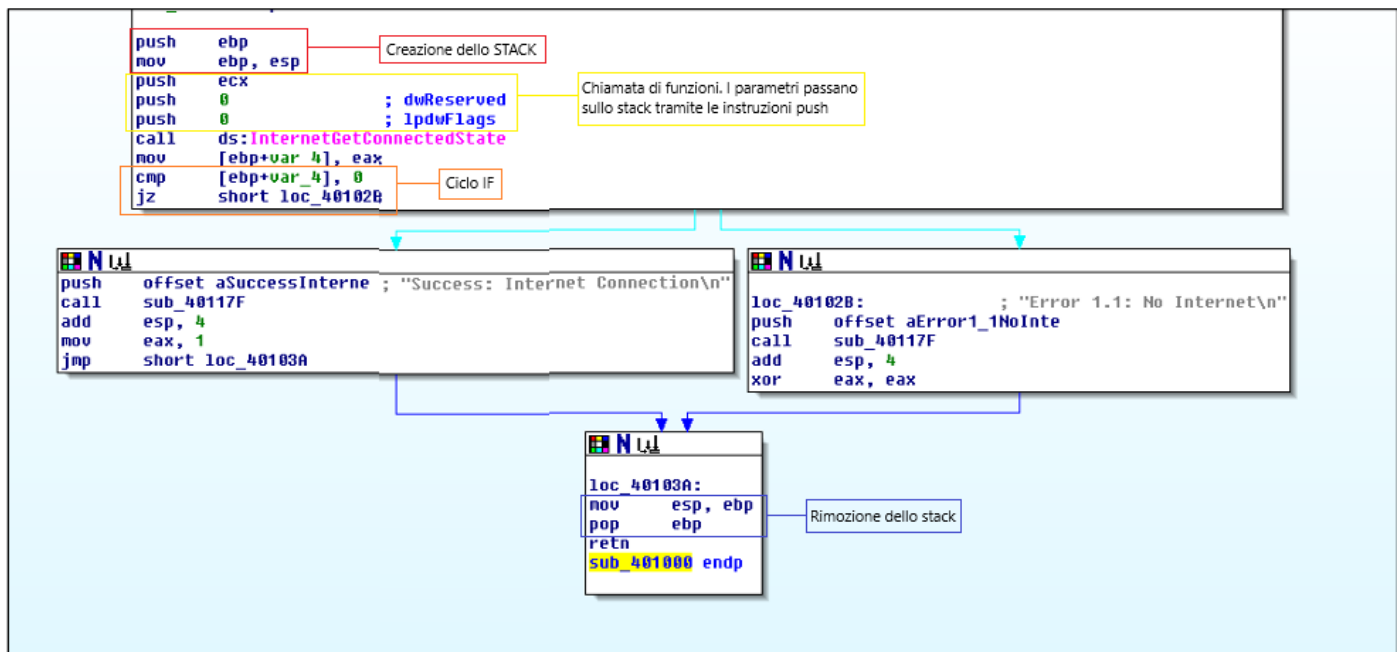 push ebp
mov ebp, esp
Creazione dello STACK
push ecx
push 0 ; dwReserved
push 0 ; lpdwFlags
Chiamata di funzioni. I parametri passano
sullo stack tramite le instruzioni push
call ds:InternetGetConnectedState
mov [ebp+var_4], eax
cmp [ebp+var_4], 0
jz short loc_40102B
Ciclo IF
push offset aSuccessInterne ; "Success: Internet Connection\n"
call sub_40117F
add esp, 4
mov eax, 1
jmp short loc_40103A
loc_40102B: ; "Error 1.1: No Internet\n"
push offset aError1_1NoInte
call sub_40117F
add esp, 4
xor eax, eax
loc_40103A:
mov esp, ebp
pop ebp
Rimozione dello stack
retn
sub_401000 endp